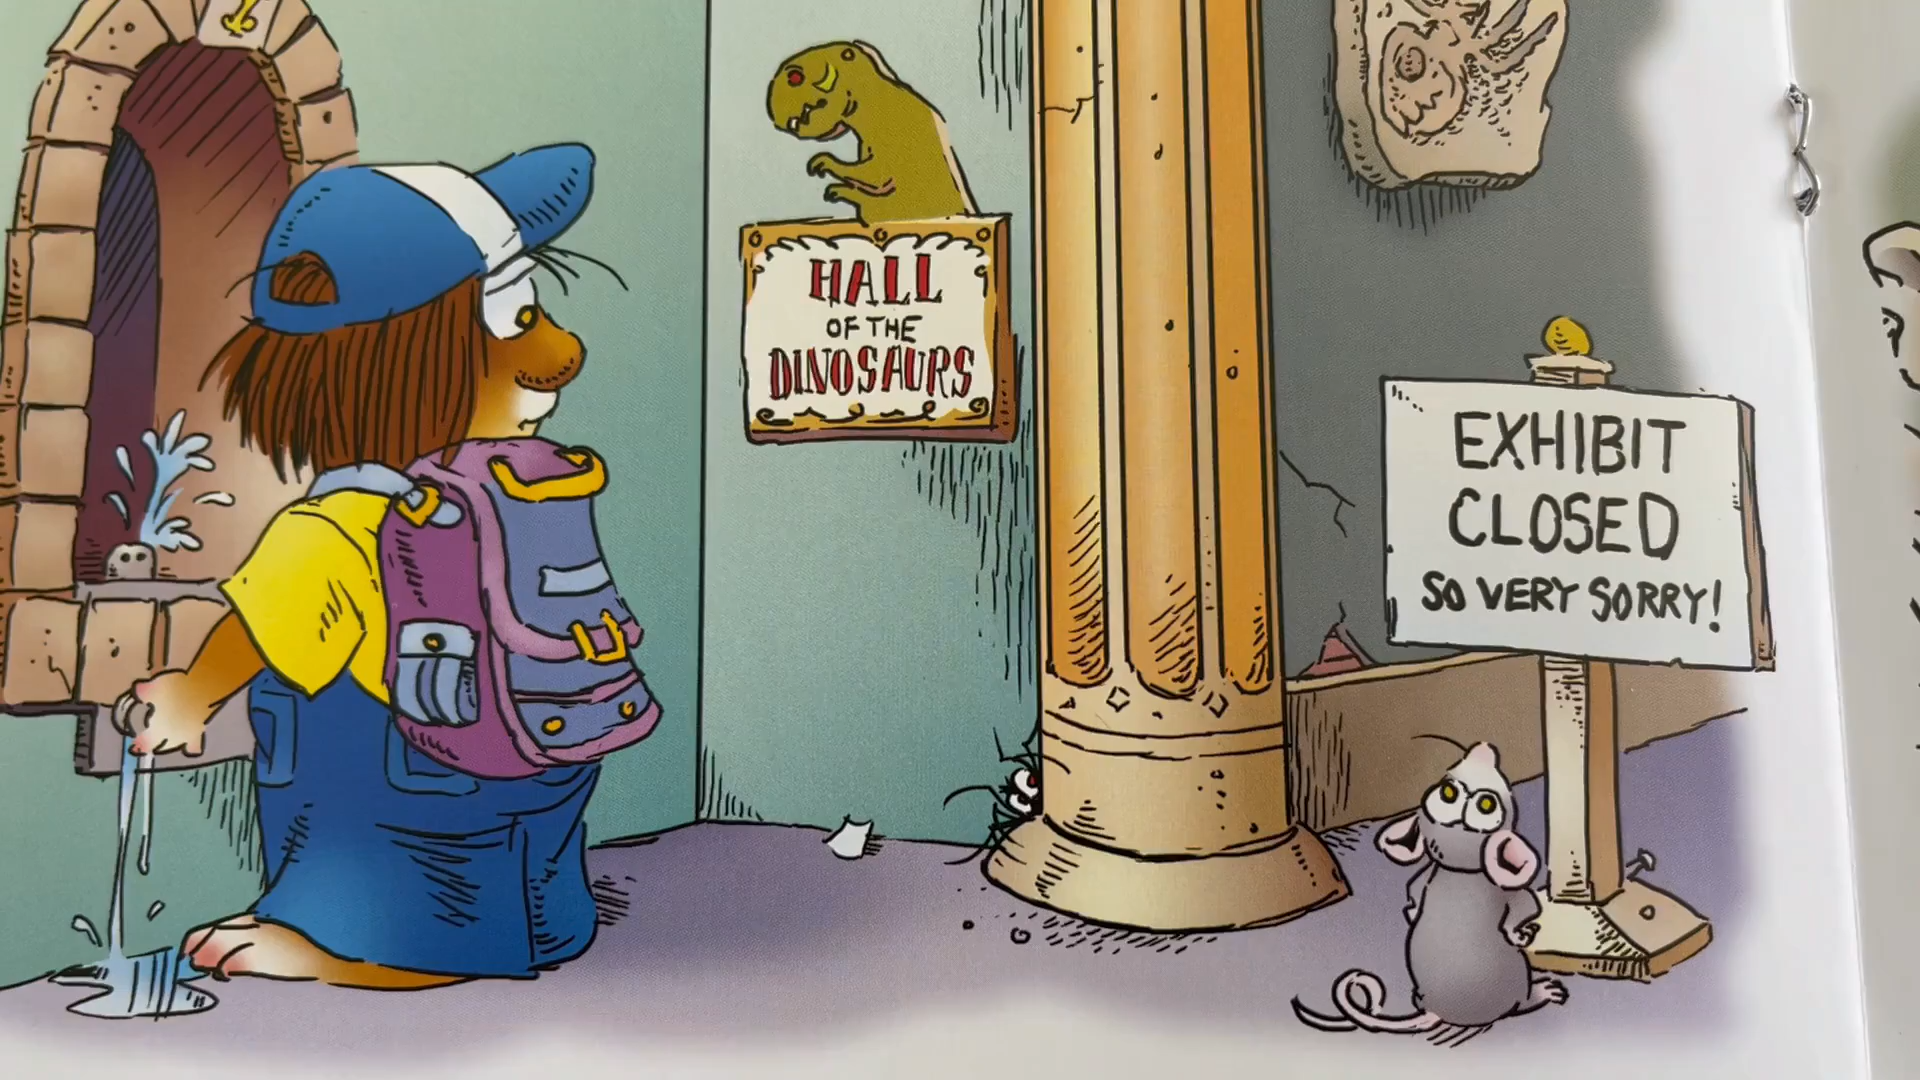 HALL
OF THE
DINOSAURS
EXHIBIT
CLOSED
SO VERY SORRY!